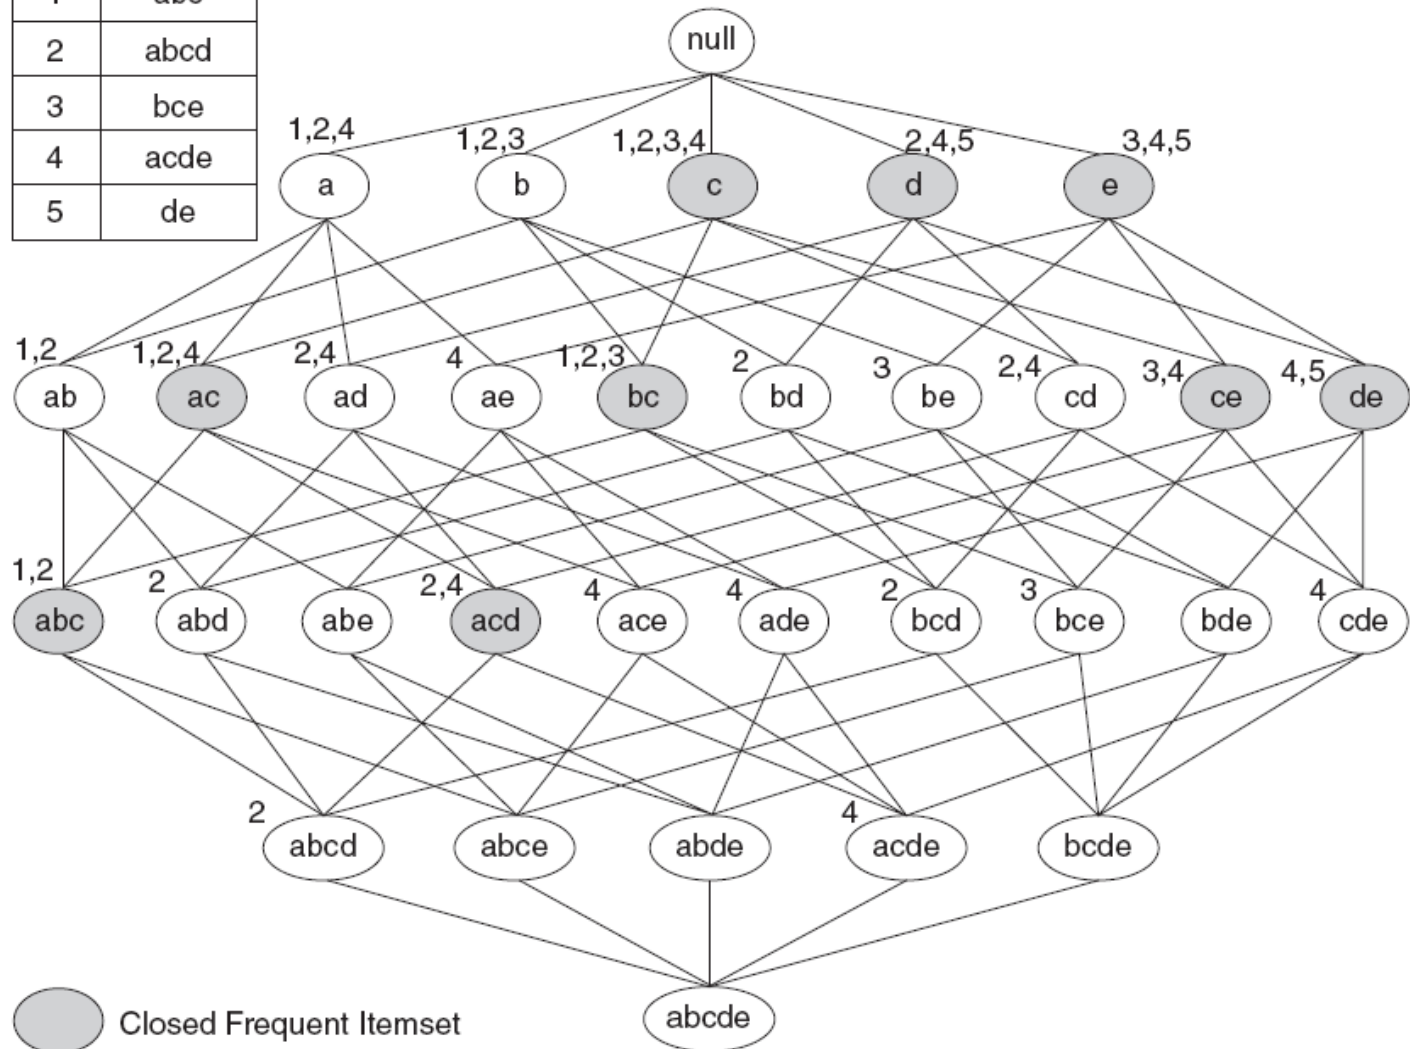 null
2 abcd
3 bce
4 acde
5 de
1,2,4 1,2,3 1,2,3,4 2,4,5 3,4,5
a b c d e
1,2 1,2,4 2,4 4 1,2,3 2 3 2,4 3,4 4,5
ab ac ad ae bc bd be cd ce de
1,2 2 2,4 4 4 2 3 4
abc abd abe acd ace ade bcd bce bde cde
2 4
abcd abce abde acde bcde
abcde
Closed Frequent Itemset